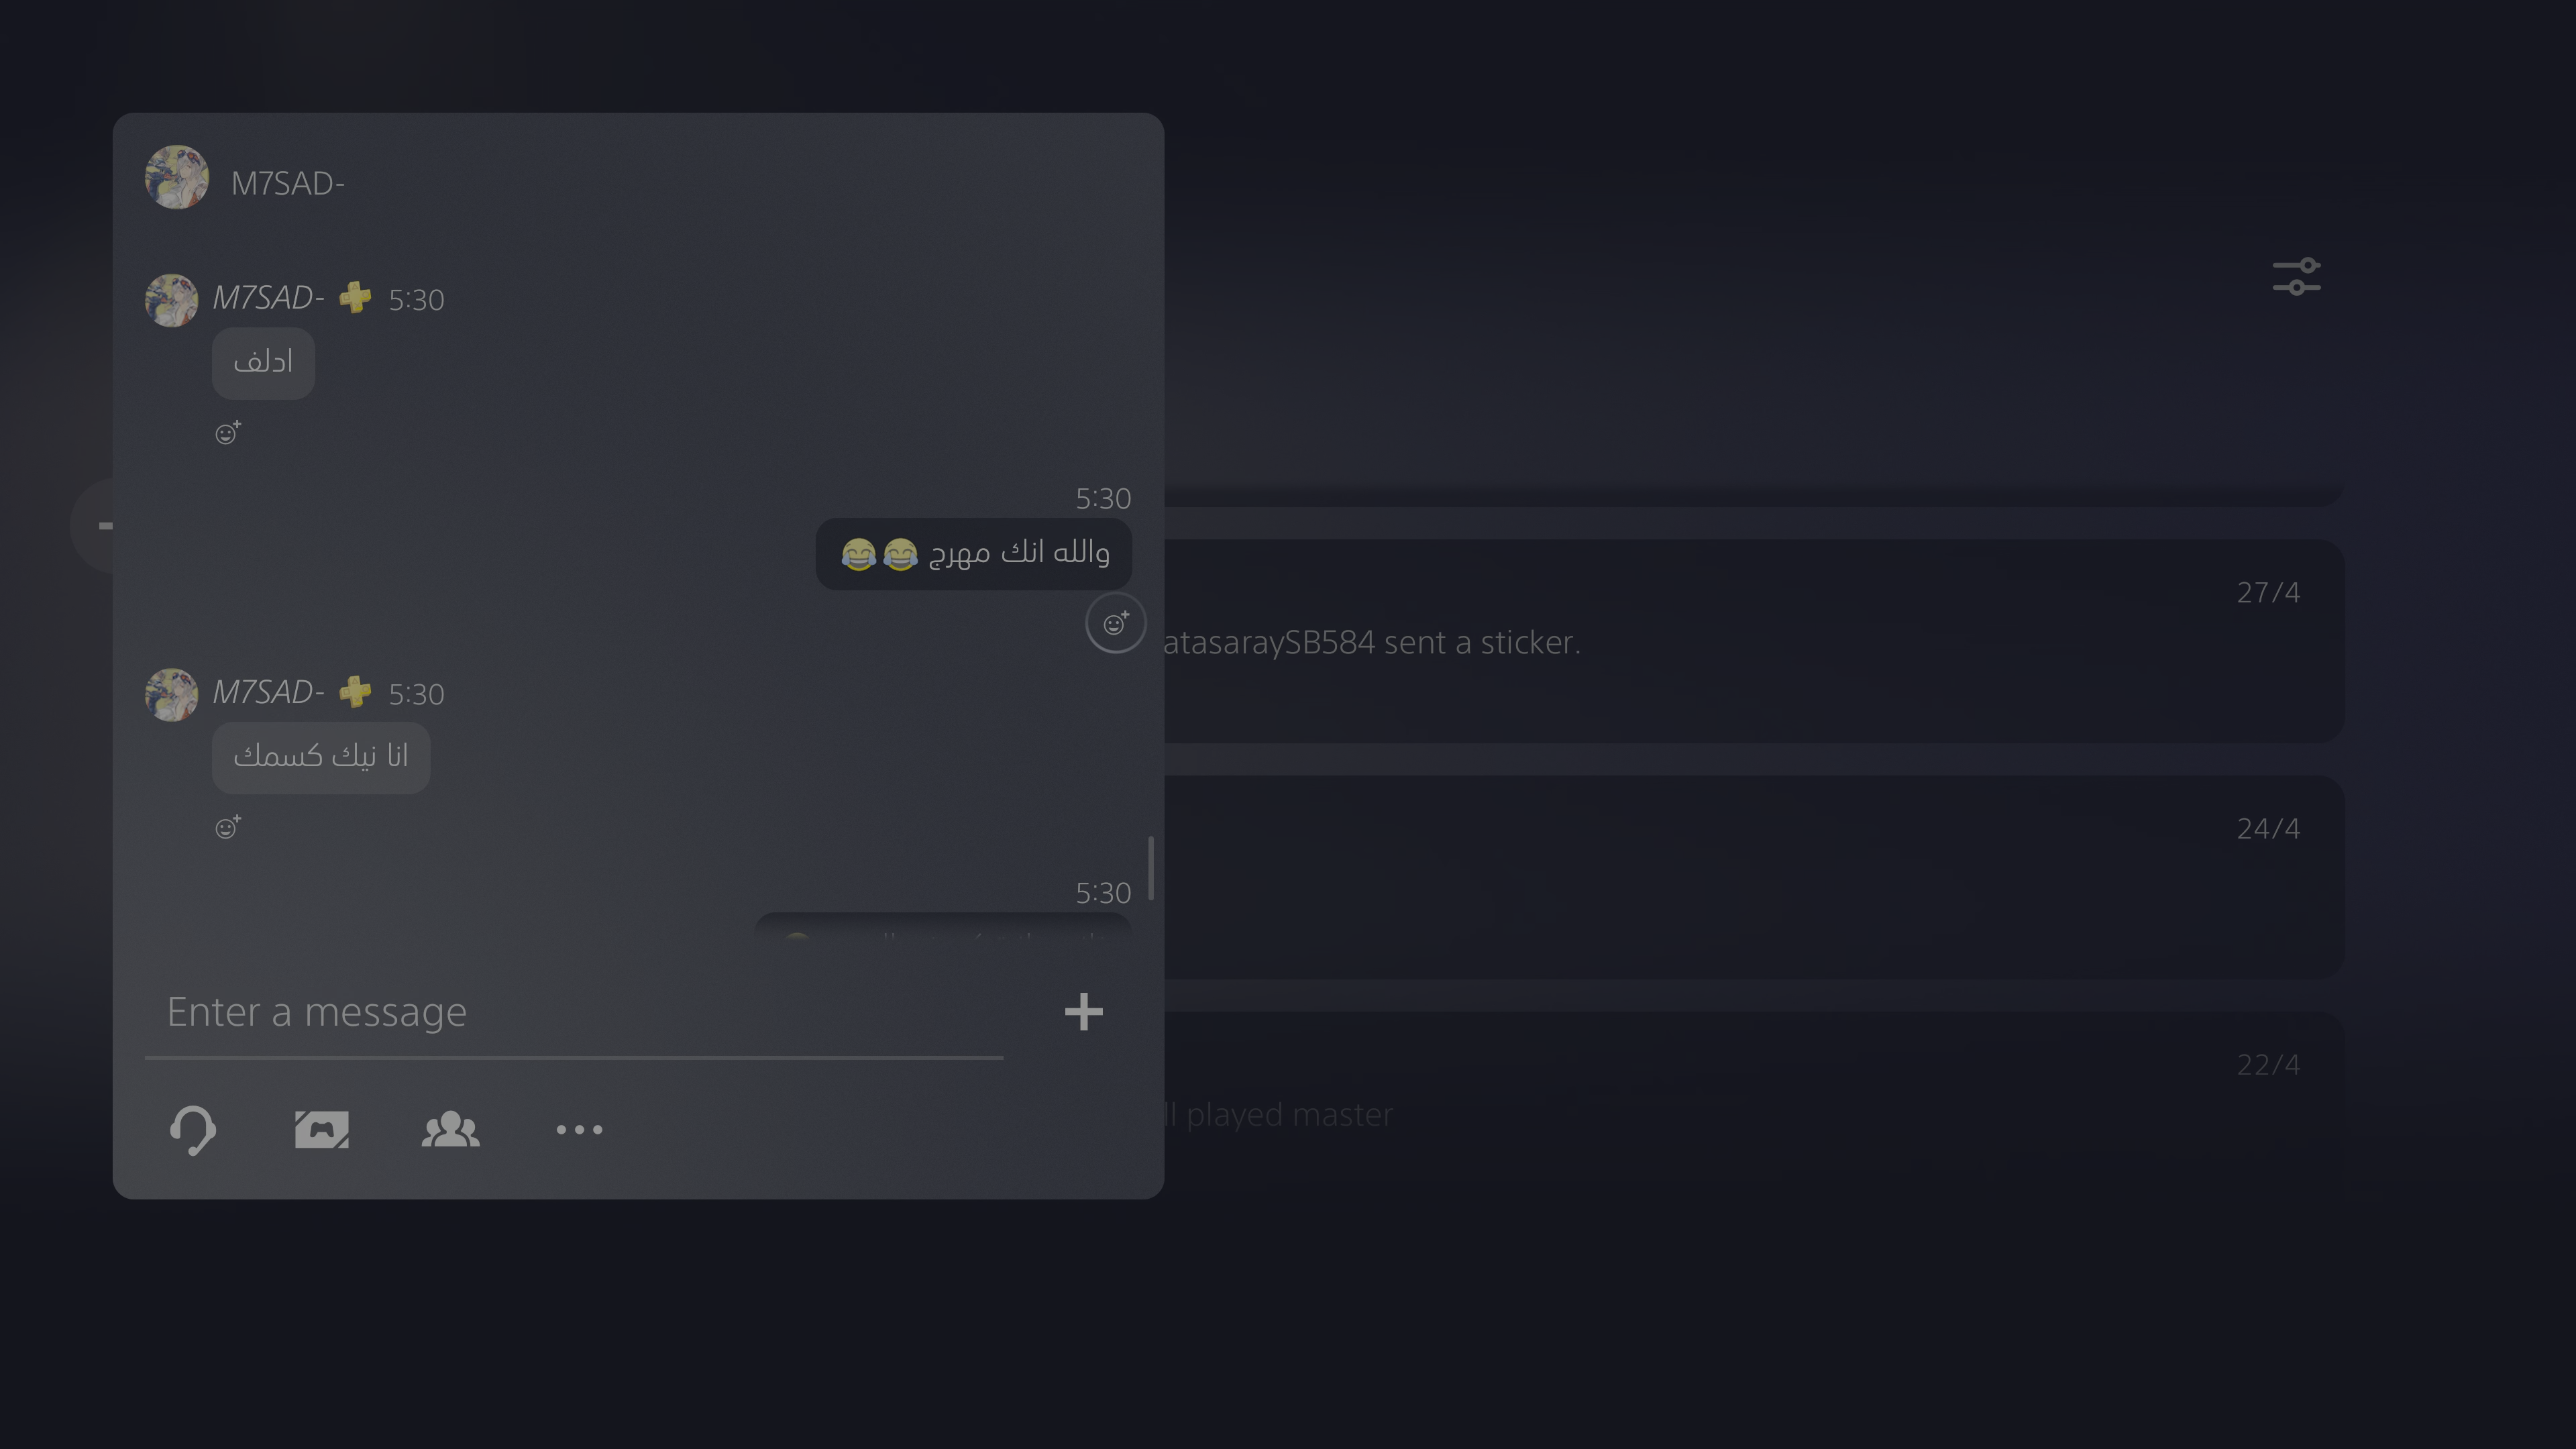 M7SAD-
M7SAD- 5:30
ادلف
5:30
والله انك مهرج 😂😂
M7SAD- 5:30
انا نيك كسمك
5:30
Enter a message
27/4
atasaraySB584 sent a sticker.
24/4
22/4
ll played master